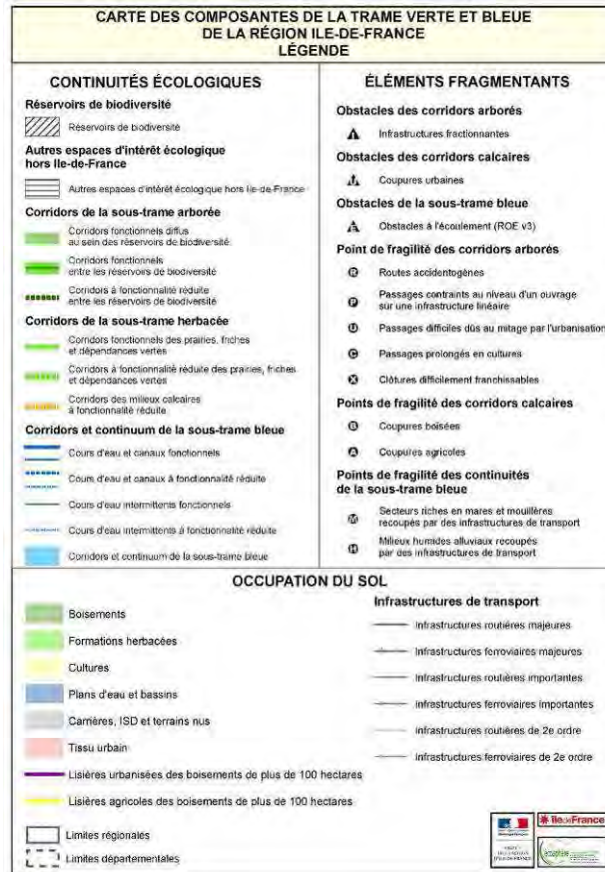 CARTE DES COMPOSANTES DE LA TRAME VERTE ET BLEUE
DE LA RÉGION ILE-DE-FRANCE
LÉGENDE
CONTINUITÉS ÉCOLOGIQUES
Réservoirs de biodiversité
Réservoirs de biodiversité
Autres espaces d'intérêt écologique
hors Ile-de-France
Autres espaces d'intérêt écologique hors Ile-de-France
Corridors de la sous-trame arborée
Corridors fonctionnels diffus
au sein des réservoirs de biodiversité
Corridors fonctionnels
entre les réservoirs de biodiversité
Corridors à fonctionnalité réduite
entre les réservoirs de biodiversité
Corridors de la sous-trame herbacée
Corridors fonctionnels des prairies, friches
et dépendances vertes
Corridors à fonctionnalité réduite des prairies, friches
et dépendances vertes
Corridors des milieux calcaires
à fonctionnalité réduite
Corridors et continuum de la sous-trame bleue
Cours d'eau et canaux fonctionnels
Cours d'eau et canaux à fonctionnalité réduite
Cours d'eau intermittents fonctionnels
Cours d'eau intermittents à fonctionnalité réduite
Corridors et continuum de la sous-trame bleue
ÉLÉMENTS FRAGMENTANTS
Obstacles des corridors arborés
Infrastructures fractionnantes
Obstacles des corridors calcaires
Coupures urbaines
Obstacles de la sous-trame bleue
Obstacles à l'écoulement (ROE v3)
Point de fragilité des corridors arborés
R Routes accidentogènes
P Passages contraints au niveau d'un ouvrage
sur une infrastructure linéaire
U Passages difficiles dûs au mitage par l'urbanisation
C Passages prolongés en cultures
X Clôtures difficilement franchissables
Points de fragilité des corridors calcaires
B Coupures boisées
A Coupures agricoles
Points de fragilité des continuités
de la sous-trame bleue
M Secteurs riches en mares et mouillères
recoupés par des infrastructures de transport
H Milieux humides alluviaux recoupés
par des infrastructures de transport
OCCUPATION DU SOL
Boisements
Formations herbacées
Cultures
Plans d'eau et bassins
Carrières, ISD et terrains nus
Tissu urbain
Lisières urbanisées des boisements de plus de 100 hectares
Lisières agricoles des boisements de plus de 100 hectares
Limites régionales
Limites départementales
Infrastructures de transport
Infrastructures routières majeures
Infrastructures ferroviaires majeures
Infrastructures routières importantes
Infrastructures ferroviaires importantes
Infrastructures routières de 2e ordre
Infrastructures ferroviaires de 2e ordre
îledeFrance